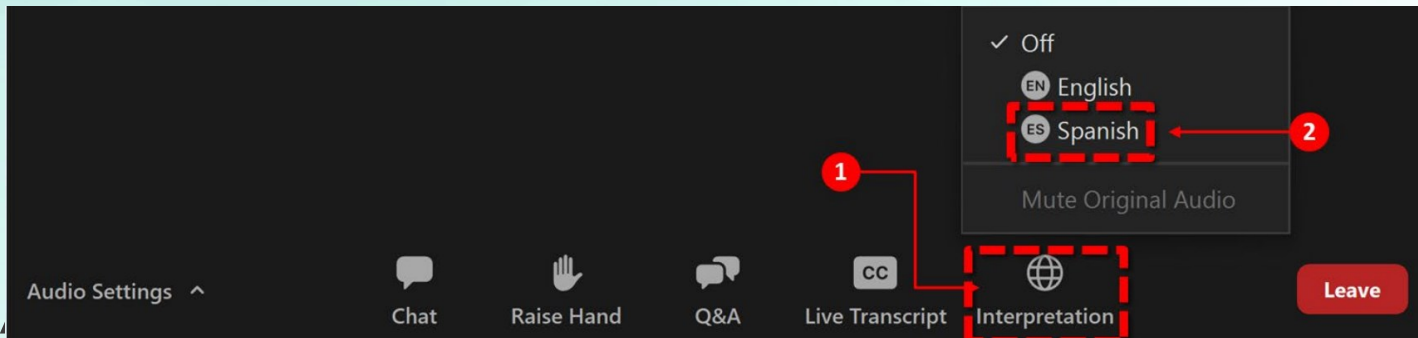 Off
EN English
ES Spanish
2
1
Mute Original Audio
Audio Settings
Chat
Raise Hand
Q&A
CC
Live Transcript
Interpretation
Leave